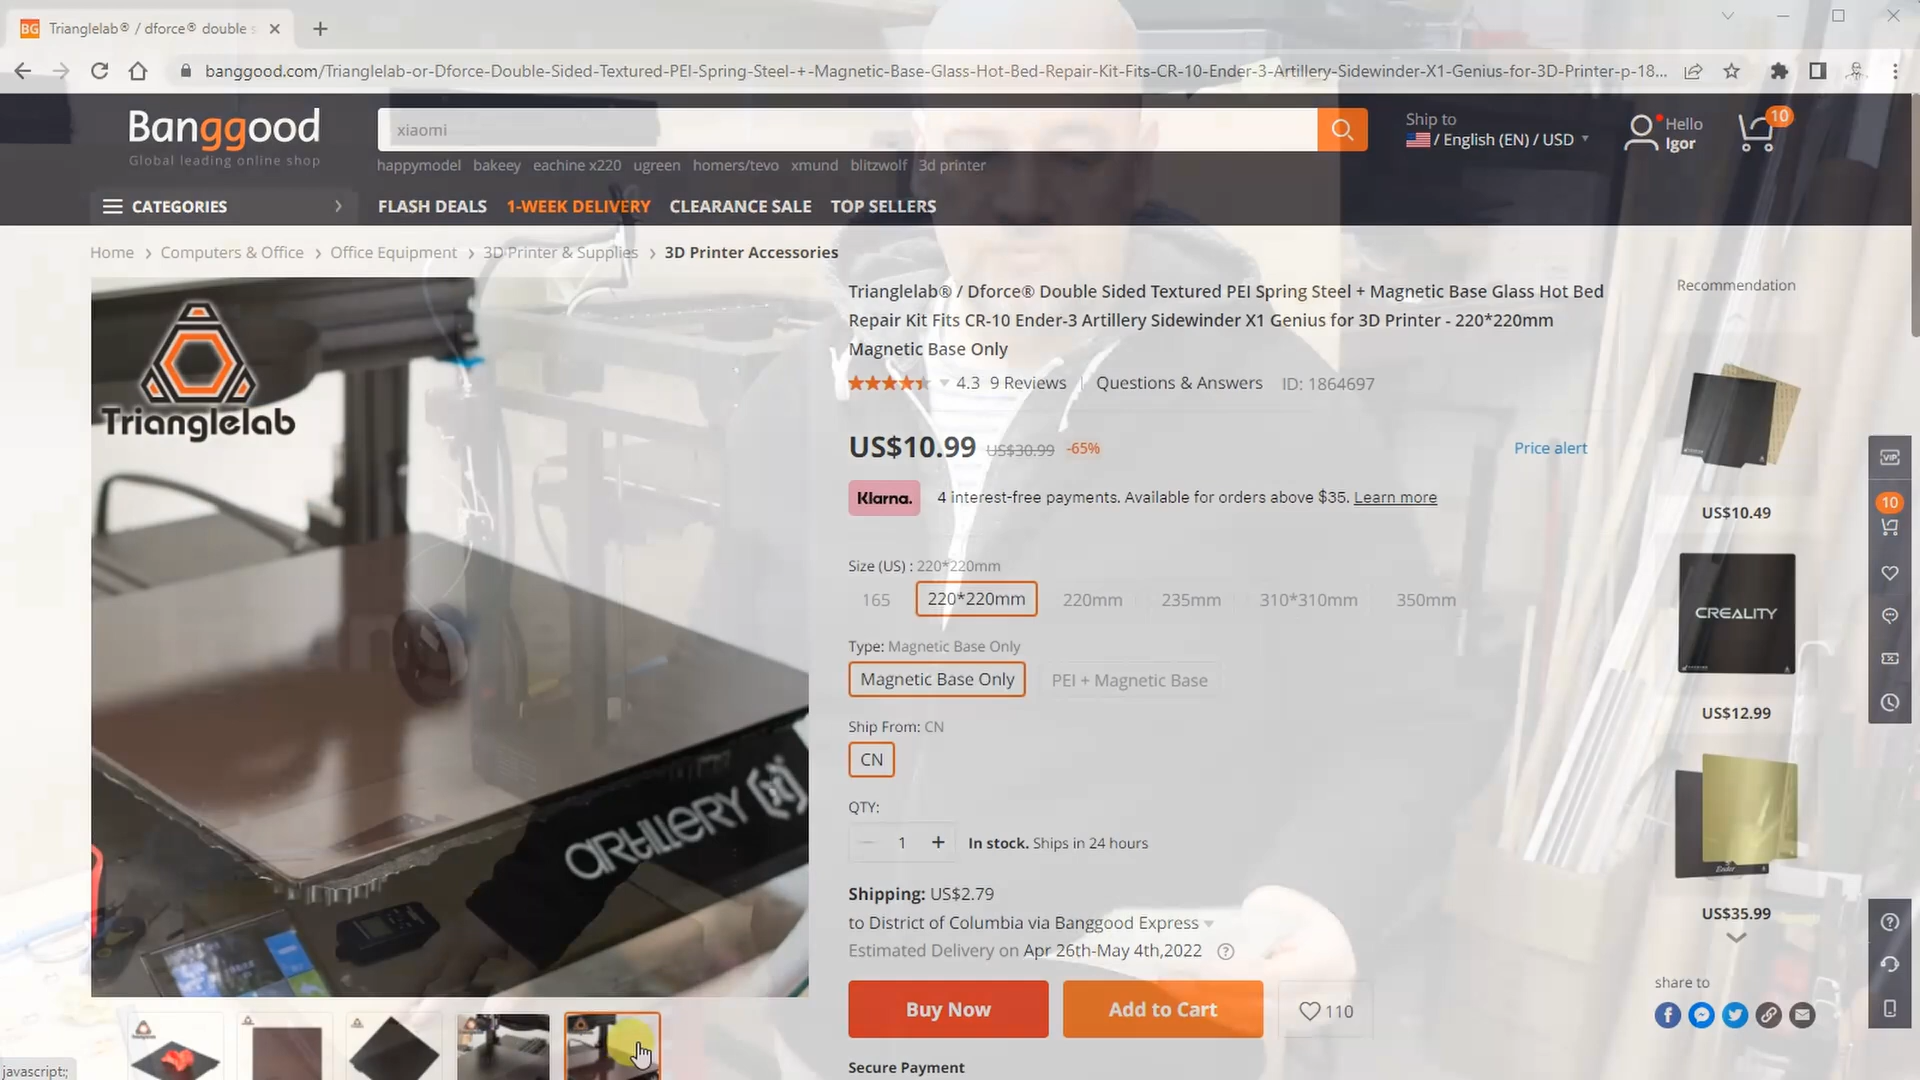 BG Trianglelab® / dforce® double s
banggood.com/Trianglelab-or-Dforce-Double-Sided-Textured-PEI-Spring-Steel-+-Magnetic-Base-Glass-Hot-Bed-Repair-Kit-Fits-CR-10-Ender-3-Artillery-Sidewinder-X1-Genius-for-3D-Printer-p-18...
Banggood
Global leading online shop
xiaomi
Ship to
/ English (EN) / USD
Hello
Igor
10
happymodel bakeey eachine x220 ugreen homers/tevo xmund blitzwolf 3d printer
CATEGORIES
FLASH DEALS 1-WEEK DELIVERY CLEARANCE SALE TOP SELLERS
Home > Computers & Office > Office Equipment > 3D Printer & Supplies > 3D Printer Accessories
Trianglelab
ARTILLERY
Trianglelab® / Dforce® Double Sided Textured PEI Spring Steel + Magnetic Base Glass Hot Bed
Repair Kit Fits CR-10 Ender-3 Artillery Sidewinder X1 Genius for 3D Printer - 220*220mm
Magnetic Base Only
4.3 9 Reviews Questions & Answers ID: 1864697
US$10.99 US$30.99 -65% Price alert
Klarna. 4 interest-free payments. Available for orders above $35. Learn more
Size (US) : 220*220mm
165 220*220mm 220mm 235mm 310*310mm 350mm
Type: Magnetic Base Only
Magnetic Base Only PEI + Magnetic Base
Ship From: CN
CN
QTY:
1 + In stock. Ships in 24 hours
Shipping: US$2.79
to District of Columbia via Banggood Express
Estimated Delivery on Apr 26th-May 4th,2022
Buy Now Add to Cart 110
Secure Payment
Recommendation
US$10.49
CREALITY
US$12.99
Ender
US$35.99
share to
VIP
10
javascript:;